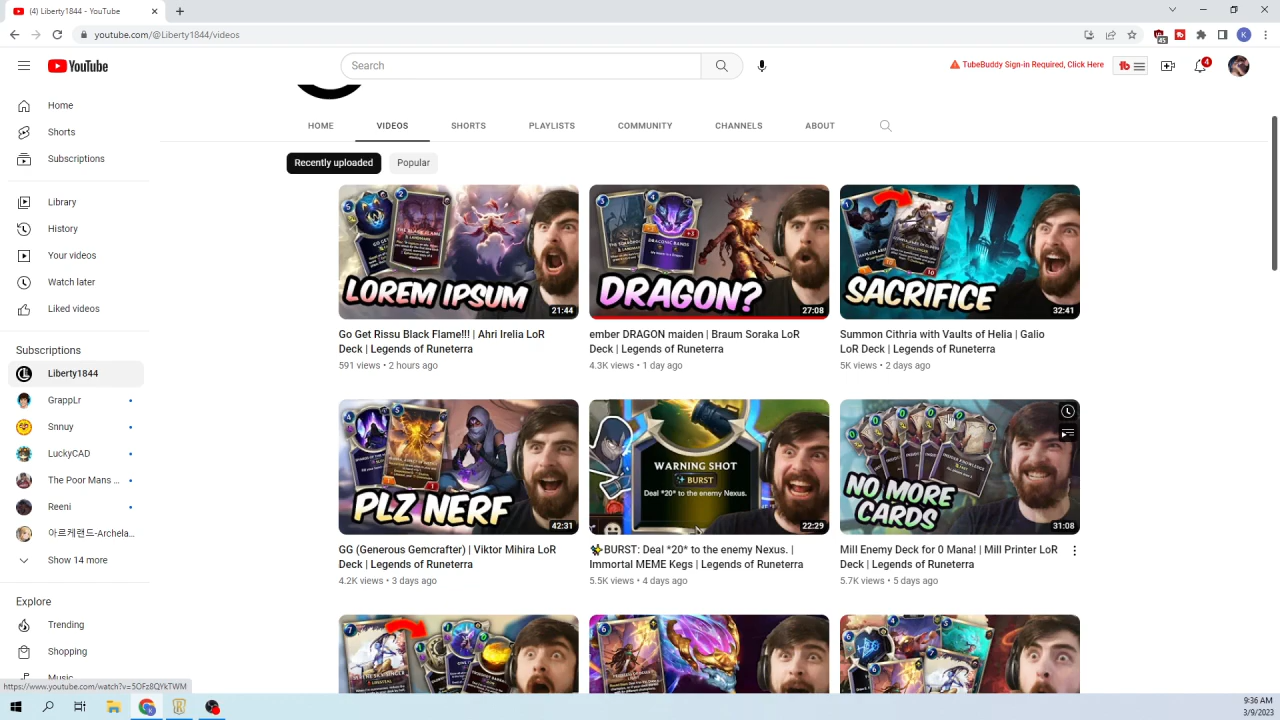 (4) Liberty1844 - YouTube
youtube.com/@Liberty1844/videos
YouTube
Search
TubeBuddy Sign-in Required, Click Here
4
Home
Shorts
Subscriptions
Library
History
Your videos
Watch later
Liked videos
Subscriptions
Liberty1844
GrappLr
Snnuy
LuckyCAD
The Poor Mans ...
Reeni
아르케랜드-Archela...
Show 14 more
Explore
Trending
Shopping
Music
HOME
VIDEOS
SHORTS
PLAYLISTS
COMMUNITY
CHANNELS
ABOUT
Recently uploaded
Popular
LOREM IPSUM
21:44
Go Get Rissu Black Flame!!! | Ahri Irelia LoR
Deck | Legends of Runeterra
591 views • 2 hours ago
DRACONIC BANDS
DRAGON?
27:08
ember DRAGON maiden | Braum Soraka LoR
Deck | Legends of Runeterra
4.3K views • 1 day ago
SACRIFICE
32:41
Summon Cithria with Vaults of Helia | Galio
LoR Deck | Legends of Runeterra
5K views • 2 days ago
PLZ NERF
42:31
GG (Generous Gemcrafter) | Viktor Mihira LoR
Deck | Legends of Runeterra
4.2K views • 3 days ago
WARNING SHOT
BURST
Deal *20* to the enemy Nexus.
22:29
✨BURST: Deal *20* to the enemy Nexus. |
Immortal MEME Kegs | Legends of Runeterra
5.5K views • 4 days ago
NO MORE
CARDS
31:08
Mill Enemy Deck for 0 Mana! | Mill Printer LoR
Deck | Legends of Runeterra
5.7K views • 5 days ago
https://www.youtube.com/watch?v=5OFz8QYkTWM
9:36 AM
3/9/2023